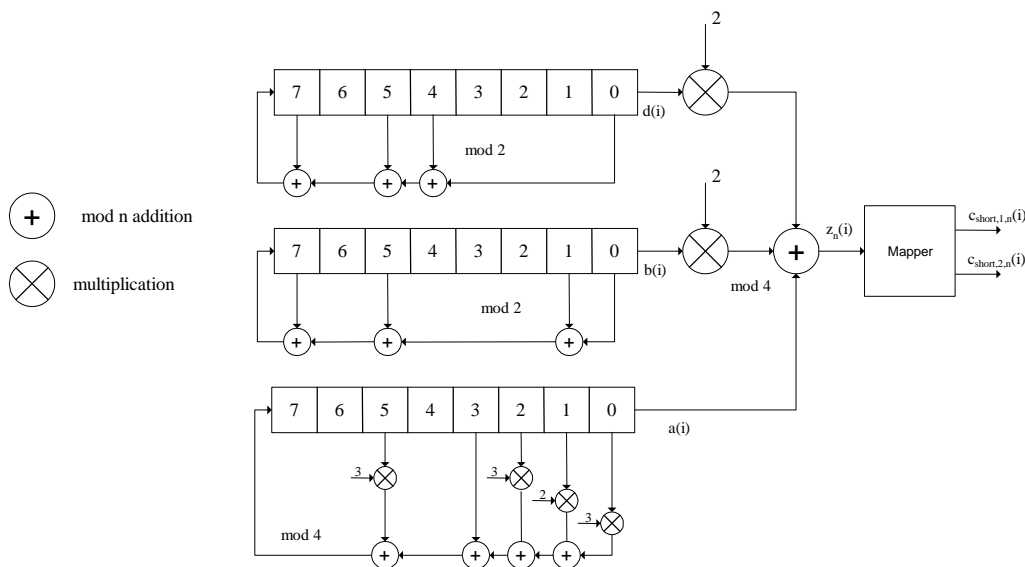 2
7 6 5 4 3 2 1 0
d(i)
mod 2
+ + +
2
+ mod n addition
7 6 5 4 3 2 1 0
b(i)
+
z_n(i)
Mapper
c_short,1,n(i)
c_short,2,n(i)
multiplication
mod 4
mod 2
+ + +
7 6 5 4 3 2 1 0
a(i)
3 3
2
3
mod 4
+ + + +